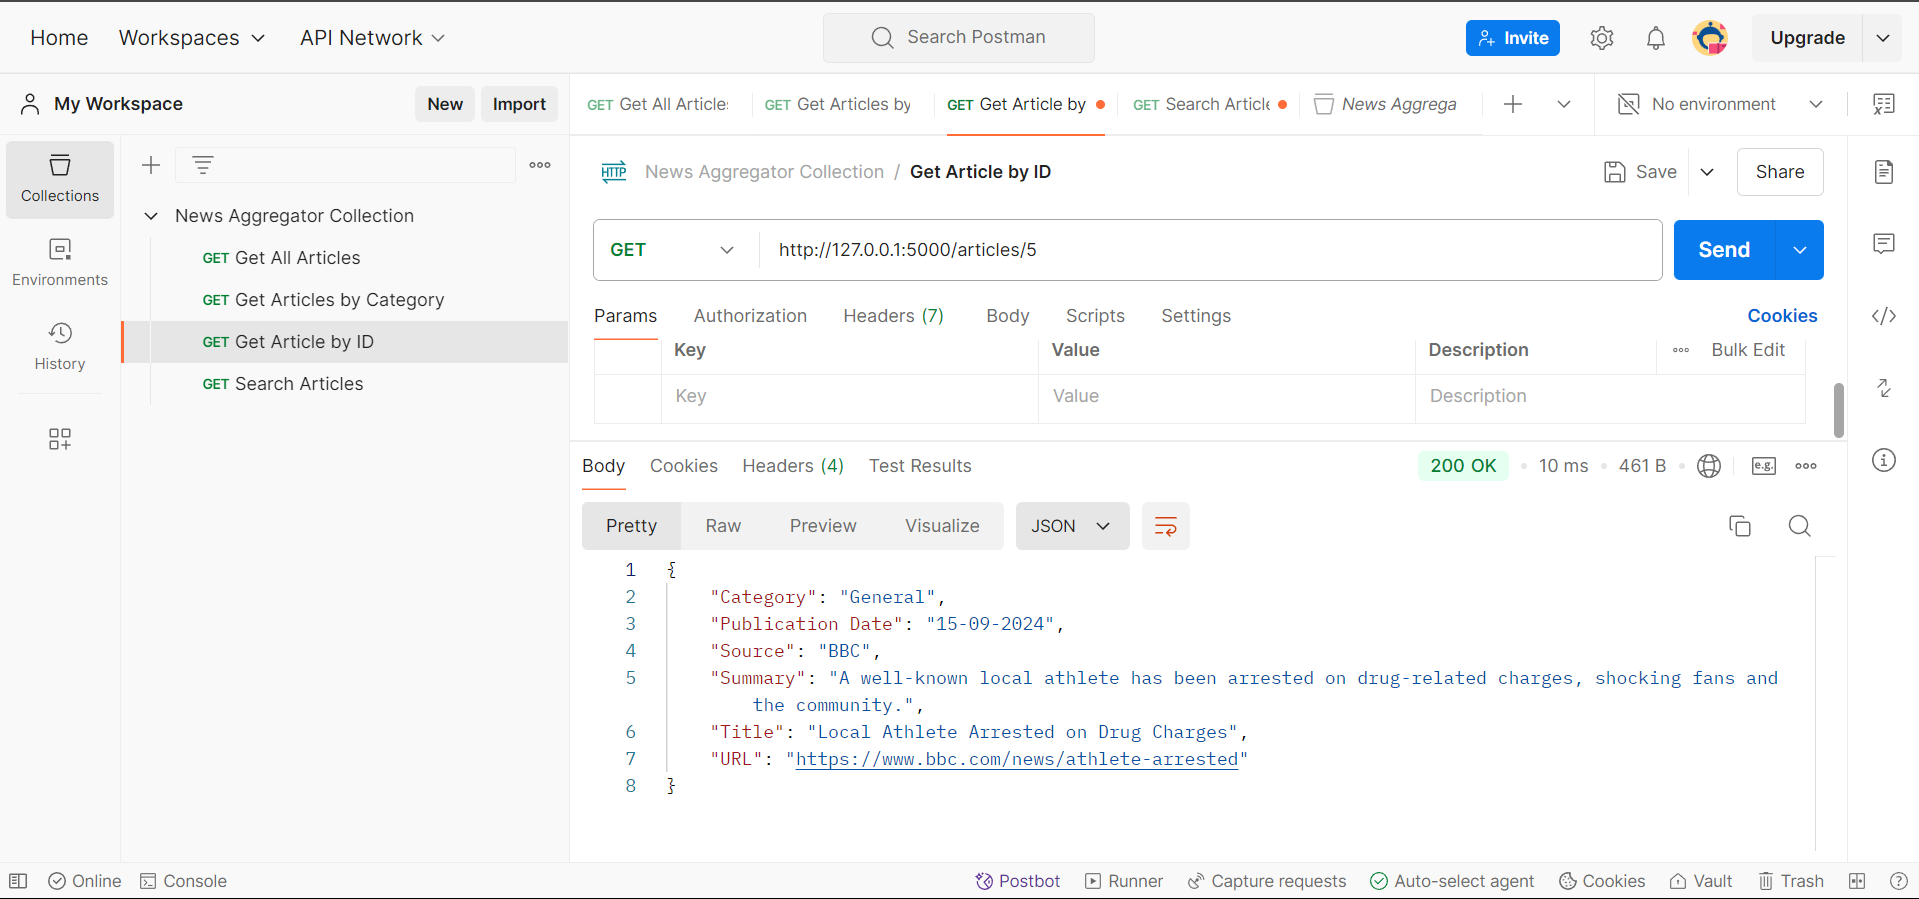 Home Workspaces API Network Search Postman Invite Upgrade
My Workspace New Import
GET Get All Article GET Get Articles by GET Get Article by GET Search Article News Aggrega No environment
Collections
Environments
History
News Aggregator Collection
GET Get All Articles
GET Get Articles by Category
GET Get Article by ID
GET Search Articles
HTTP News Aggregator Collection / Get Article by ID Save Share
GET http://127.0.0.1:5000/articles/5 Send
Params Authorization Headers (7) Body Scripts Settings Cookies
Key Value Description Bulk Edit
Key Value Description
Body Cookies Headers (4) Test Results 200 OK 10 ms 461 B e.g.
Pretty Raw Preview Visualize JSON
1 {
2 "Category": "General",
3 "Publication Date": "15-09-2024",
4 "Source": "BBC",
5 "Summary": "A well-known local athlete has been arrested on drug-related charges, shocking fans and
the community.",
6 "Title": "Local Athlete Arrested on Drug Charges",
7 "URL": "https://www.bbc.com/news/athlete-arrested"
8 }
Online Console Postbot Runner Capture requests Auto-select agent Cookies Vault Trash